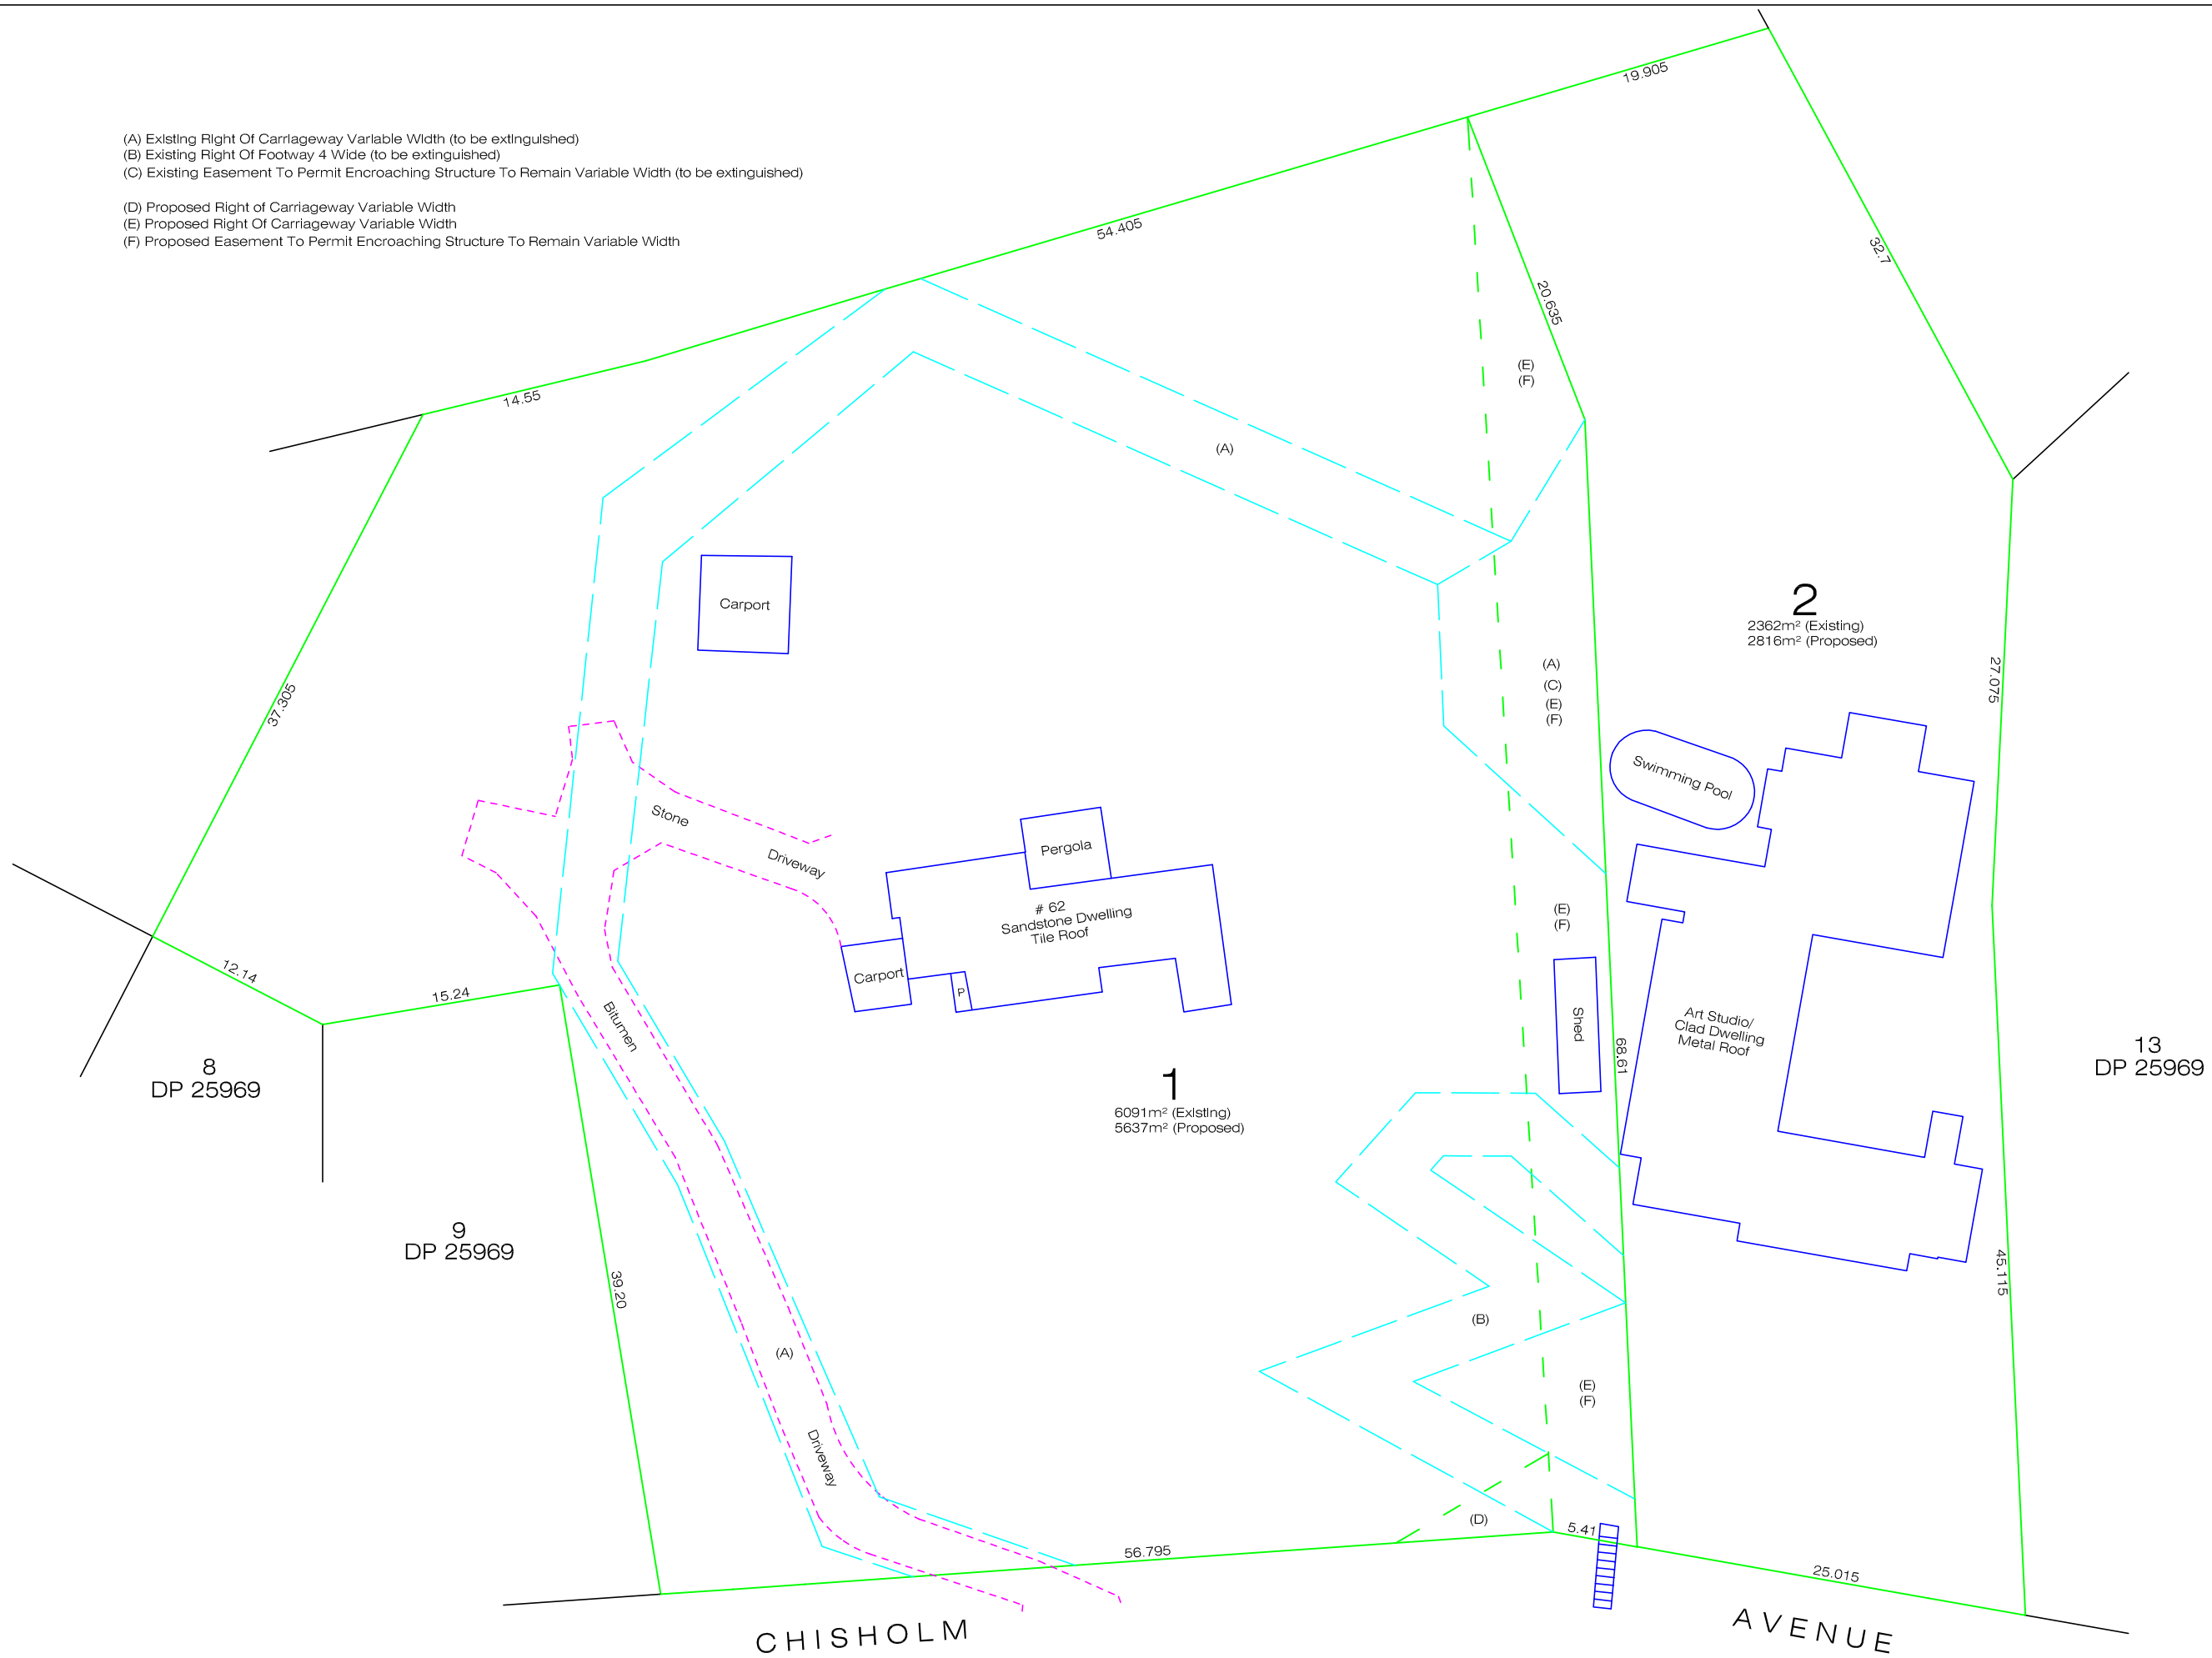 (A) Existing Right Of Carriageway Variable Width (to be extinguished)
(B) Existing Right Of Footway 4 Wide (to be extinguished)
(C) Existing Easement To Permit Encroaching Structure To Remain Variable Width (to be extinguished)
(D) Proposed Right of Carriageway Variable Width
(E) Proposed Right Of Carriageway Variable Width
(F) Proposed Easement To Permit Encroaching Structure To Remain Variable Width
19.905
54.405
32.7
20.635
14.55
(E)
(F)
(A)
Carport
2
2362m² (Existing)
2816m² (Proposed)
37.305
27.075
(A)
(C)
(E)
(F)
Swimming Pool
Stone
Driveway
Pergola
# 62
Sandstone Dwelling
Tile Roof
Carport
P
(E)
(F)
12.14
15.24
Bitumen
Shed
68.61
Art Studio/
Clad Dwelling
Metal Roof
8
DP 25969
13
DP 25969
1
6091m² (Existing)
5637m² (Proposed)
9
DP 25969
39.20
45.115
(A)
(B)
(E)
(F)
Driveway
(D)
5.41
56.795
25.015
CHISHOLM
AVENUE